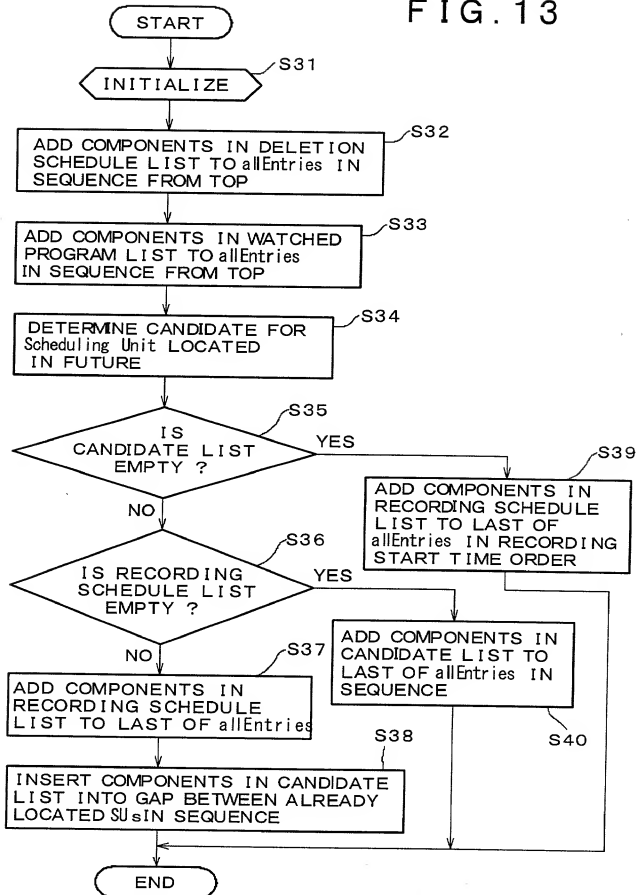 FIG.13
START
S31
INITIALIZE
S32
ADD COMPONENTS IN DELETION
SCHEDULE LIST TO allEntries IN
SEQUENCE FROM TOP
S33
ADD COMPONENTS IN WATCHED
PROGRAM LIST TO allEntries
IN SEQUENCE FROM TOP
S34
DETERMINE CANDIDATE FOR
Scheduling Unit LOCATED
IN FUTURE
S35
IS
CANDIDATE LIST
EMPTY ?
YES
NO
S39
ADD COMPONENTS IN
RECORDING SCHEDULE
LIST TO LAST OF
allEntries IN RECORDING
START TIME ORDER
S36
IS RECORDING
SCHEDULE LIST
EMPTY ?
YES
NO
S37
ADD COMPONENTS IN
RECORDING SCHEDULE
LIST TO LAST OF allEntries
ADD COMPONENTS IN
CANDIDATE LIST TO
LAST OF allEntries IN
SEQUENCE
S40
S38
INSERT COMPONENTS IN CANDIDATE
LIST INTO GAP BETWEEN ALREADY
LOCATED SUsIN SEQUENCE
END